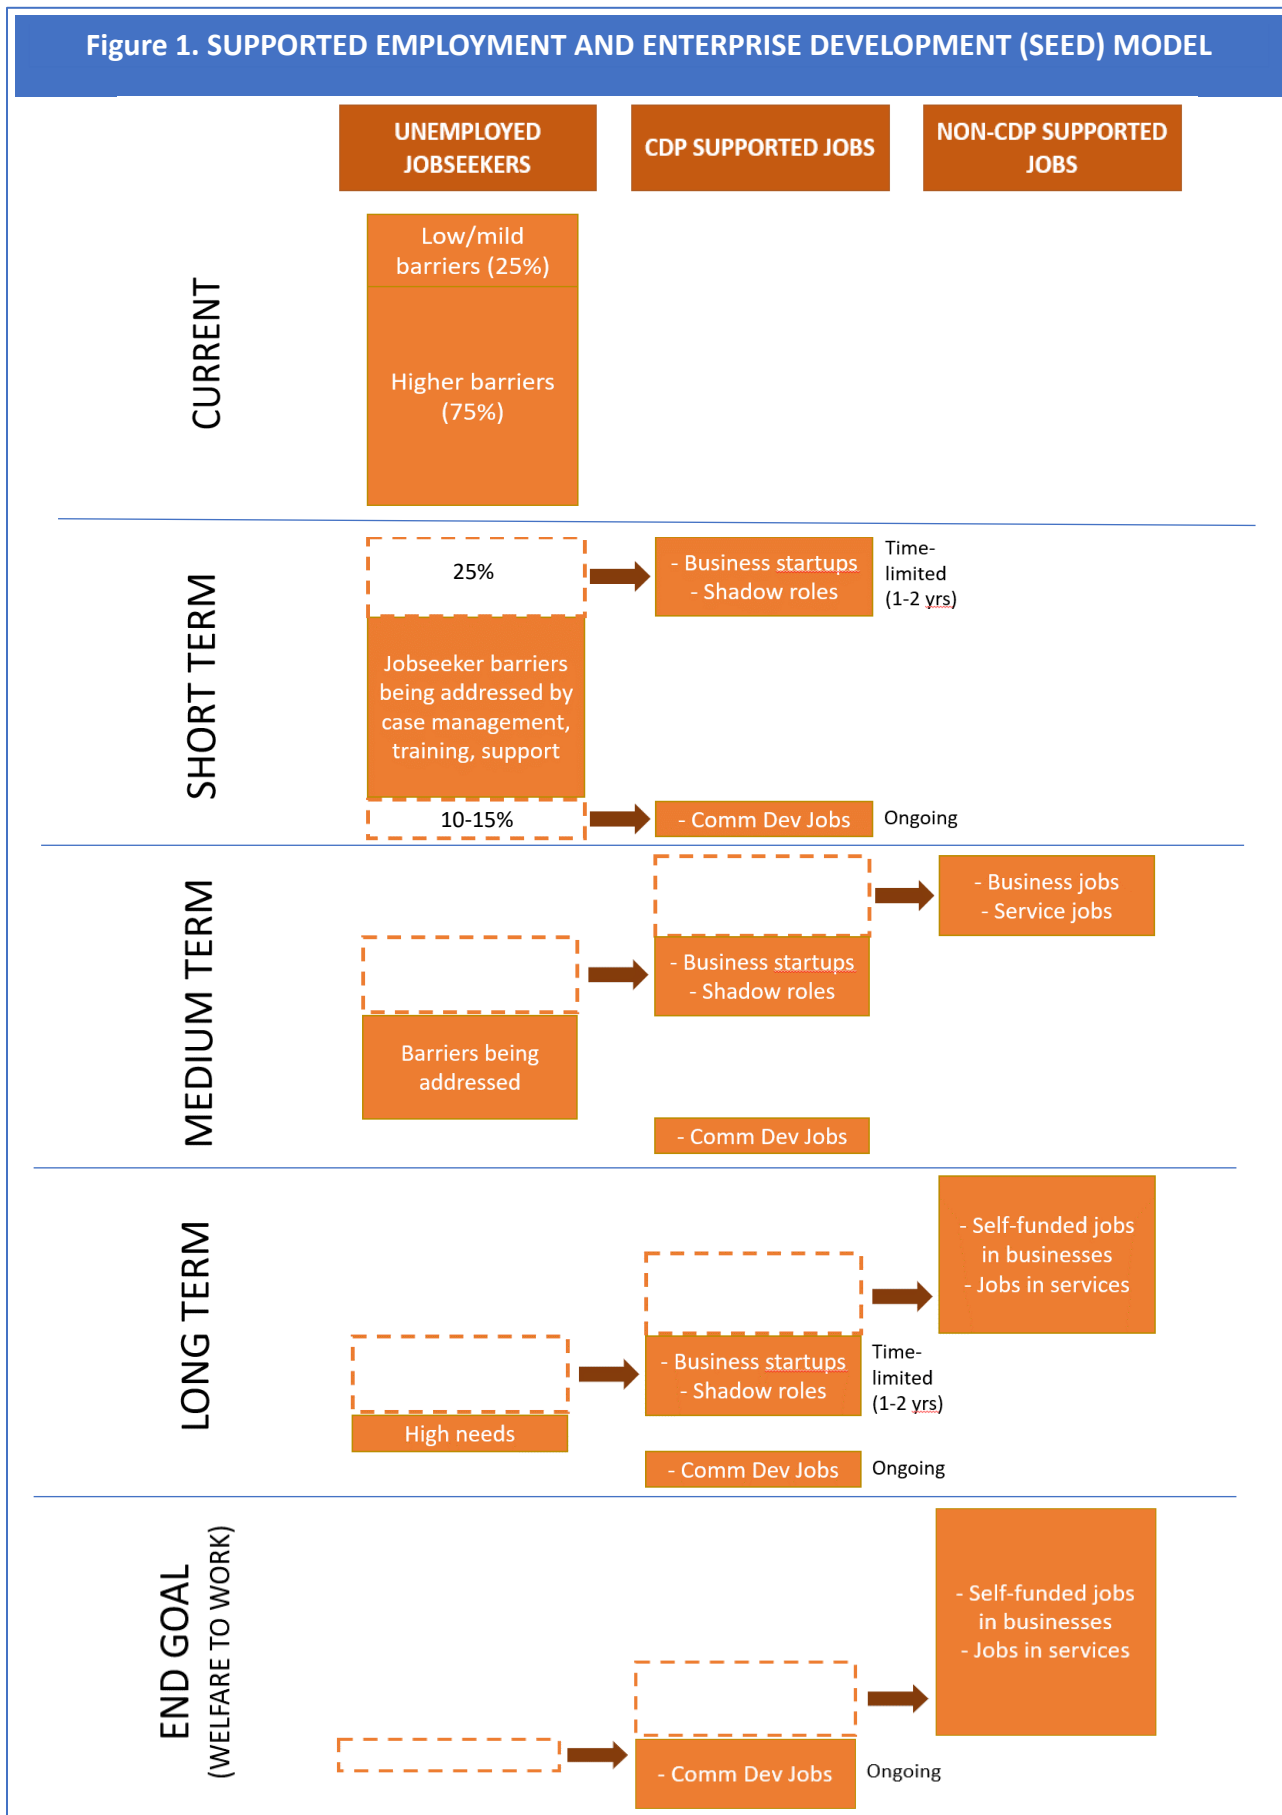 Figure 1. SUPPORTED EMPLOYMENT AND ENTERPRISE DEVELOPMENT (SEED) MODEL
UNEMPLOYED
JOBSEEKERS
CDP SUPPORTED JOBS
NON-CDP SUPPORTED
JOBS
CURRENT
Low/mild
barriers (25%)
Higher barriers
(75%)
SHORT TERM
25%
- Business startups
- Shadow roles
Time-
limited
(1-2 yrs)
Jobseeker barriers
being addressed by
case management,
training, support
10-15%
- Comm Dev Jobs
Ongoing
MEDIUM TERM
- Business jobs
- Service jobs
- Business startups
- Shadow roles
Barriers being
addressed
- Comm Dev Jobs
LONG TERM
- Self-funded jobs
in businesses
- Jobs in services
- Business startups
- Shadow roles
Time-
limited
(1-2 yrs)
High needs
- Comm Dev Jobs
Ongoing
END GOAL
(WELFARE TO WORK)
- Self-funded jobs
in businesses
- Jobs in services
- Comm Dev Jobs
Ongoing